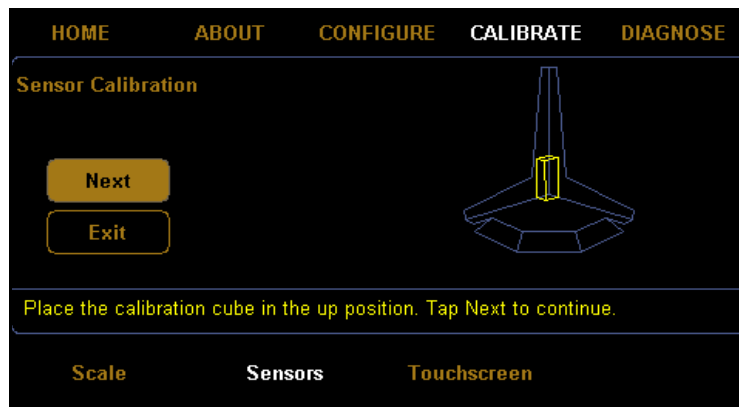 HOME ABOUT CONFIGURE CALIBRATE DIAGNOSE
Sensor Calibration
Next
Exit
Place the calibration cube in the up position. Tap Next to continue.
Scale Sensors Touchscreen